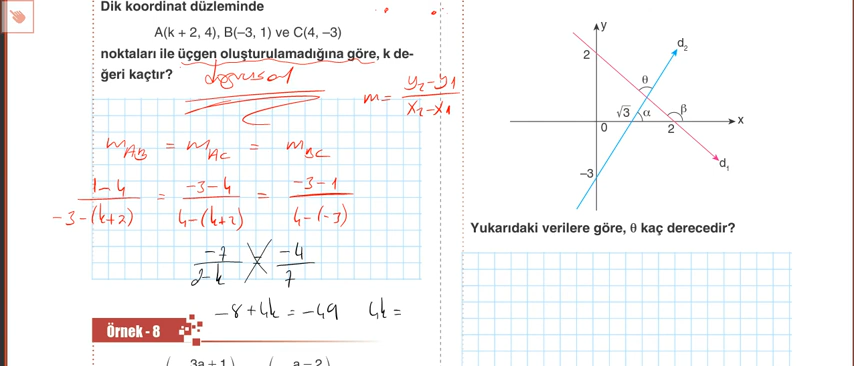 Dik koordinat düzleminde
A(k + 2, 4), B(−3, 1) ve C(4, −3)
noktaları ile üçgen oluşturulamadığına göre, k de-
ğeri kaçtır?
doğrusal
m = (y₂ − y₁)/(x₂ − x₁)
m_AB = m_AC = m_BC
(1 − 4)/(−3 − (k+2)) = (−3 − 4)/(4 − (k+2)) = (−3 − 1)/(4 − (−3))
−7/(2−k) = −4/7
−8 + 4k = −49 4k =
Örnek - 8
(3a + 1) (a − 2)
y
d₂
2
θ
√3
α
β
x
0
2
d₁
−3
Yukarıdaki verilere göre, θ kaç derecedir?